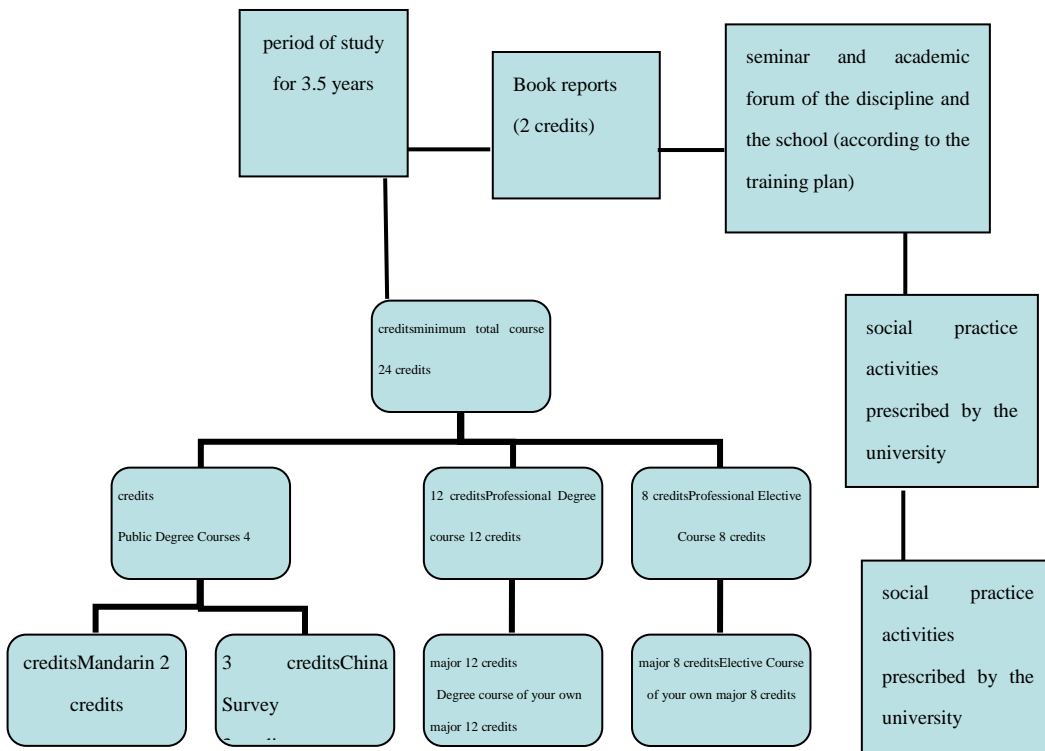 period of study
for 3.5 years
Book reports
(2 credits)
seminar and academic
forum of the discipline and
the school (according to the
training plan)
creditsminimum total course
24 credits
social practice
activities
prescribed by the
university
credits
Public Degree Courses 4
12 creditsProfessional Degree
course 12 credits
8 creditsProfessional Elective
Course 8 credits
creditsMandarin 2
credits
3 creditsChina
Survey
major 12 credits
Degree course of your own
major 12 credits
major 8 creditsElective Course
of your own major 8 credits
social practice
activities
prescribed by the
university